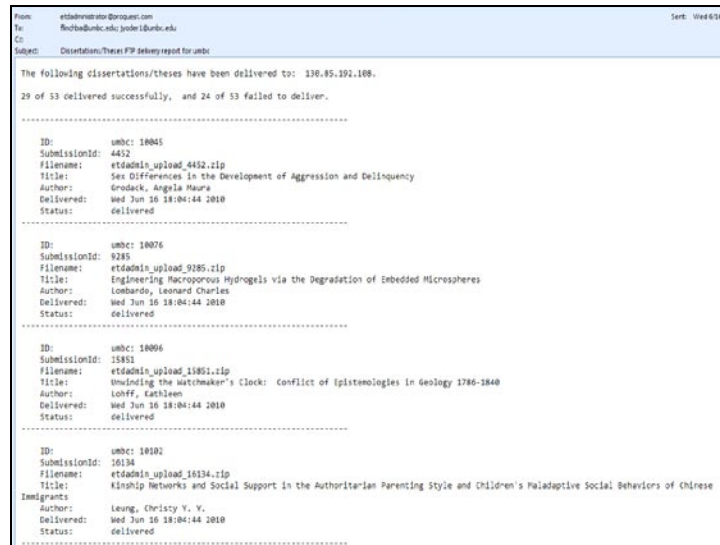 From: etdadministrator@proquest.com Sent: Wed 6/16
To: flinchba@umbc.edu; jyoder1@umbc.edu
Cc:
Subject: Dissertations/Theses FTP delivery report for umbc
The following dissertations/theses have been delivered to: 130.85.192.108.
29 of 53 delivered successfully, and 24 of 53 failed to deliver.
----------------------------------------------------------------------
ID: umbc: 10045
SubmissionId: 4452
Filename: etdadmin_upload_4452.zip
Title: Sex Differences in the Development of Aggression and Delinquency
Author: Grodack, Angela Maura
Delivered: Wed Jun 16 18:04:44 2010
Status: delivered
----------------------------------------------------------------------
ID: umbc: 10076
SubmissionId: 9285
Filename: etdadmin_upload_9285.zip
Title: Engineering Macroporous Hydrogels via the Degradation of Embedded Microspheres
Author: Lombardo, Leonard Charles
Delivered: Wed Jun 16 18:04:44 2010
Status: delivered
----------------------------------------------------------------------
ID: umbc: 10096
SubmissionId: 15851
Filename: etdadmin_upload_15851.zip
Title: Unwinding the Watchmaker's Clock: Conflict of Epistemologies in Geology 1786-1840
Author: Lohff, Kathleen
Delivered: Wed Jun 16 18:04:44 2010
Status: delivered
----------------------------------------------------------------------
ID: umbc: 10102
SubmissionId: 16134
Filename: etdadmin_upload_16134.zip
Title: Kinship Networks and Social Support in the Authoritarian Parenting Style and Children's Maladaptive Social Behaviors of Chinese
Immigrants
Author: Leung, Christy Y. Y.
Delivered: Wed Jun 16 18:04:44 2010
Status: delivered
----------------------------------------------------------------------